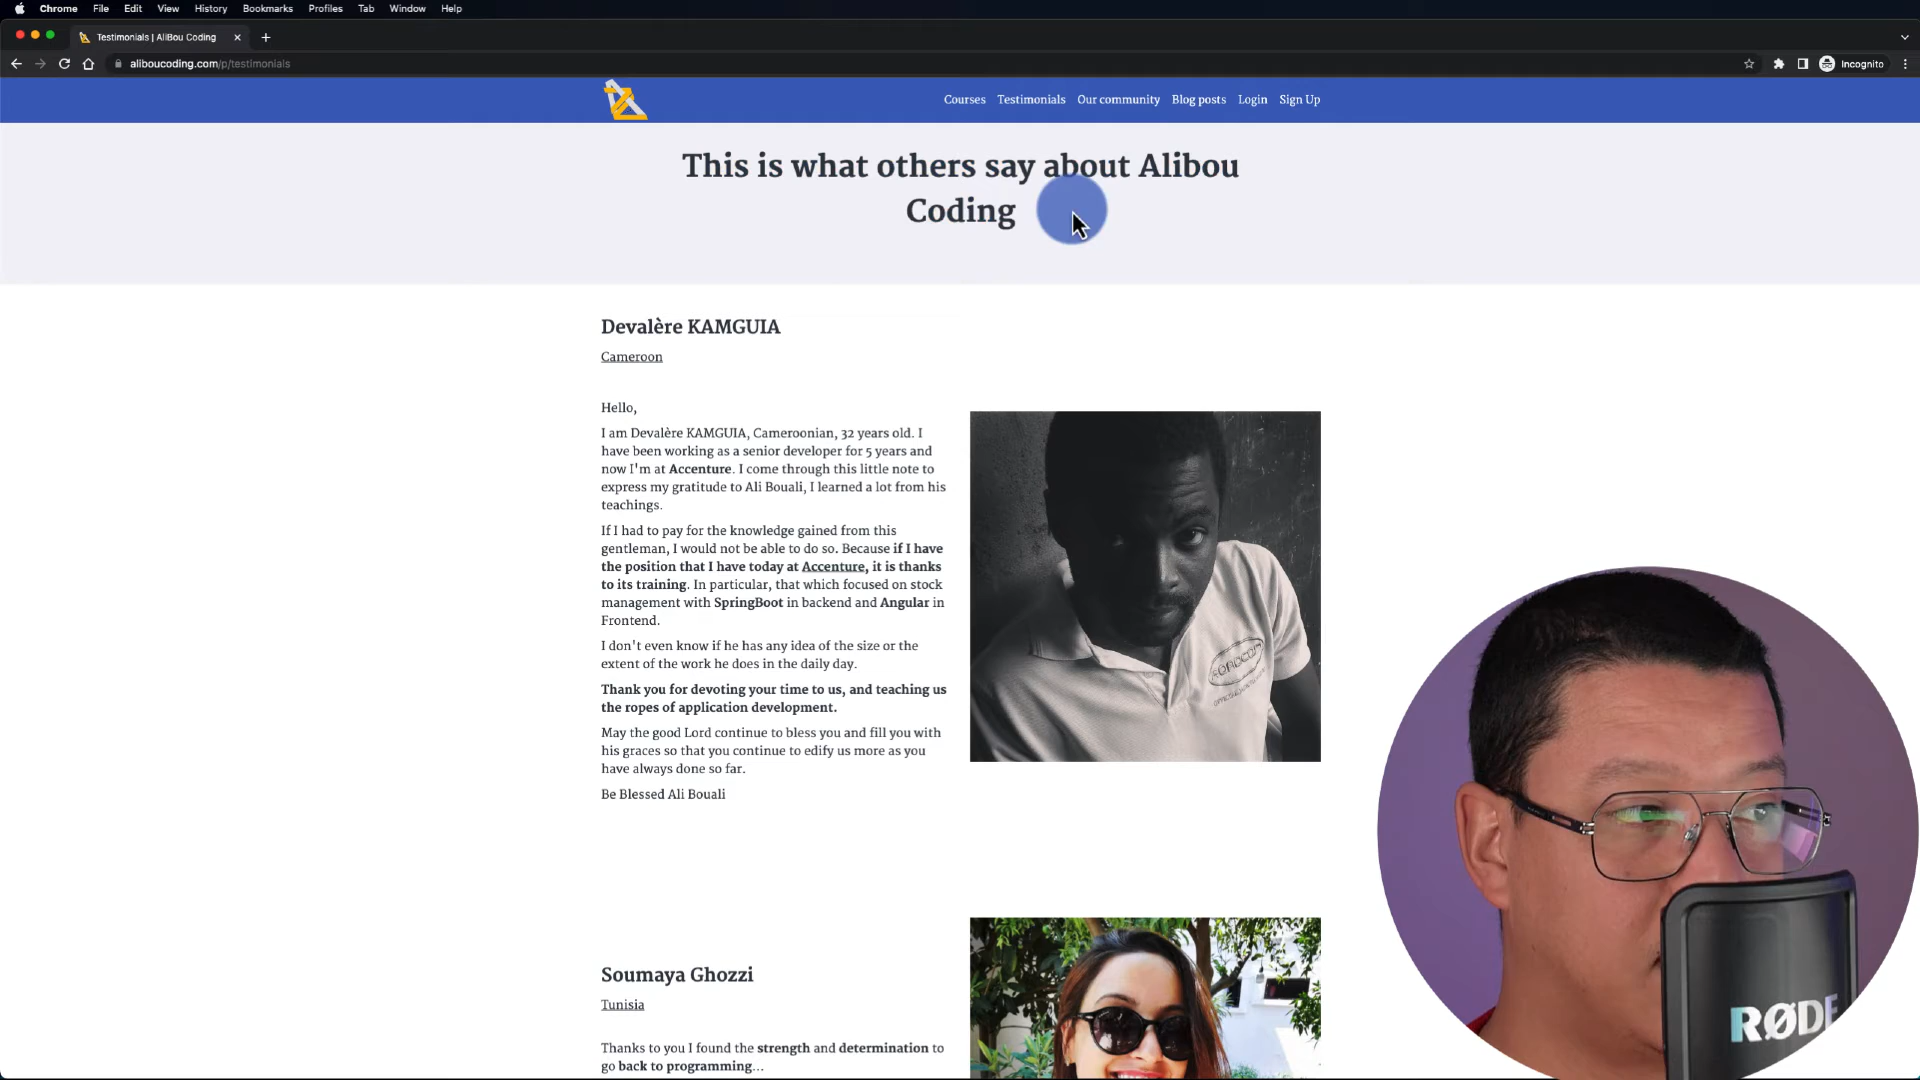 Chrome File Edit View History Bookmarks Profiles Tab Window Help
Testimonials | AliBou Coding
aliboucoding.com/p/testimonials
Incognito
Courses Testimonials Our community Blog posts Login Sign Up
This is what others say about Alibou
Coding
Devalère KAMGUIA
Cameroon
Hello,
I am Devalère KAMGUIA, Cameroonian, 32 years old. I
have been working as a senior developer for 5 years and
now I'm at Accenture. I come through this little note to
express my gratitude to Ali Bouali, I learned a lot from his
teachings.
If I had to pay for the knowledge gained from this
gentleman, I would not be able to do so. Because if I have
the position that I have today at Accenture, it is thanks
to its training. In particular, that which focused on stock
management with SpringBoot in backend and Angular in
Frontend.
I don't even know if he has any idea of the size or the
extent of the work he does in the daily day.
Thank you for devoting your time to us, and teaching us
the ropes of application development.
May the good Lord continue to bless you and fill you with
his graces so that you continue to edify us more as you
have always done so far.
Be Blessed Ali Bouali
Soumaya Ghozzi
Tunisia
Thanks to you I found the strength and determination to
go back to programming...
RØDE